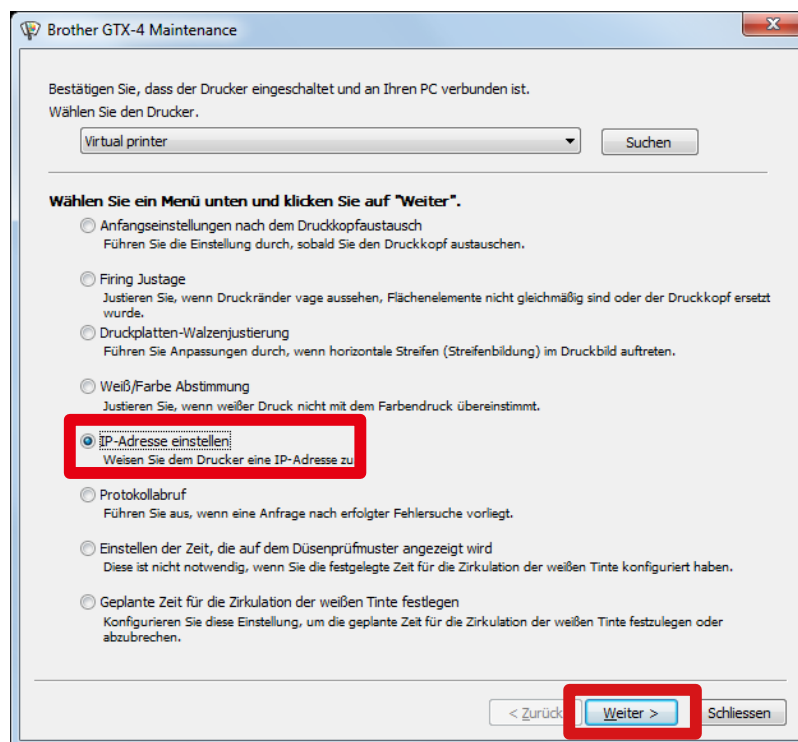 Brother GTX-4 Maintenance
Bestätigen Sie, dass der Drucker eingeschaltet und an Ihren PC verbunden ist.
Wählen Sie den Drucker.
Virtual printer
Suchen
Wählen Sie ein Menü unten und klicken Sie auf "Weiter".
Anfangseinstellungen nach dem Druckkopfaustausch
Führen Sie die Einstellung durch, sobald Sie den Druckkopf austauschen.
Firing Justage
Justieren Sie, wenn Druckränder vage aussehen, Flächenelemente nicht gleichmäßig sind oder der Druckkopf ersetzt
wurde.
Druckplatten-Walzenjustierung
Führen Sie Anpassungen durch, wenn horizontale Streifen (Streifenbildung) im Druckbild auftreten.
Weiß/Farbe Abstimmung
Justieren Sie, wenn weißer Druck nicht mit dem Farbendruck übereinstimmt.
IP-Adresse einstellen
Weisen Sie dem Drucker eine IP-Adresse zu
Protokollabruf
Führen Sie aus, wenn eine Anfrage nach erfolgter Fehlersuche vorliegt.
Einstellen der Zeit, die auf dem Düsenprüfmuster angezeigt wird
Diese ist nicht notwendig, wenn Sie die festgelegte Zeit für die Zirkulation der weißen Tinte konfiguriert haben.
Geplante Zeit für die Zirkulation der weißen Tinte festlegen
Konfigurieren Sie diese Einstellung, um die geplante Zeit für die Zirkulation der weißen Tinte festzulegen oder
abzubrechen.
< Zurück
Weiter >
Schliessen